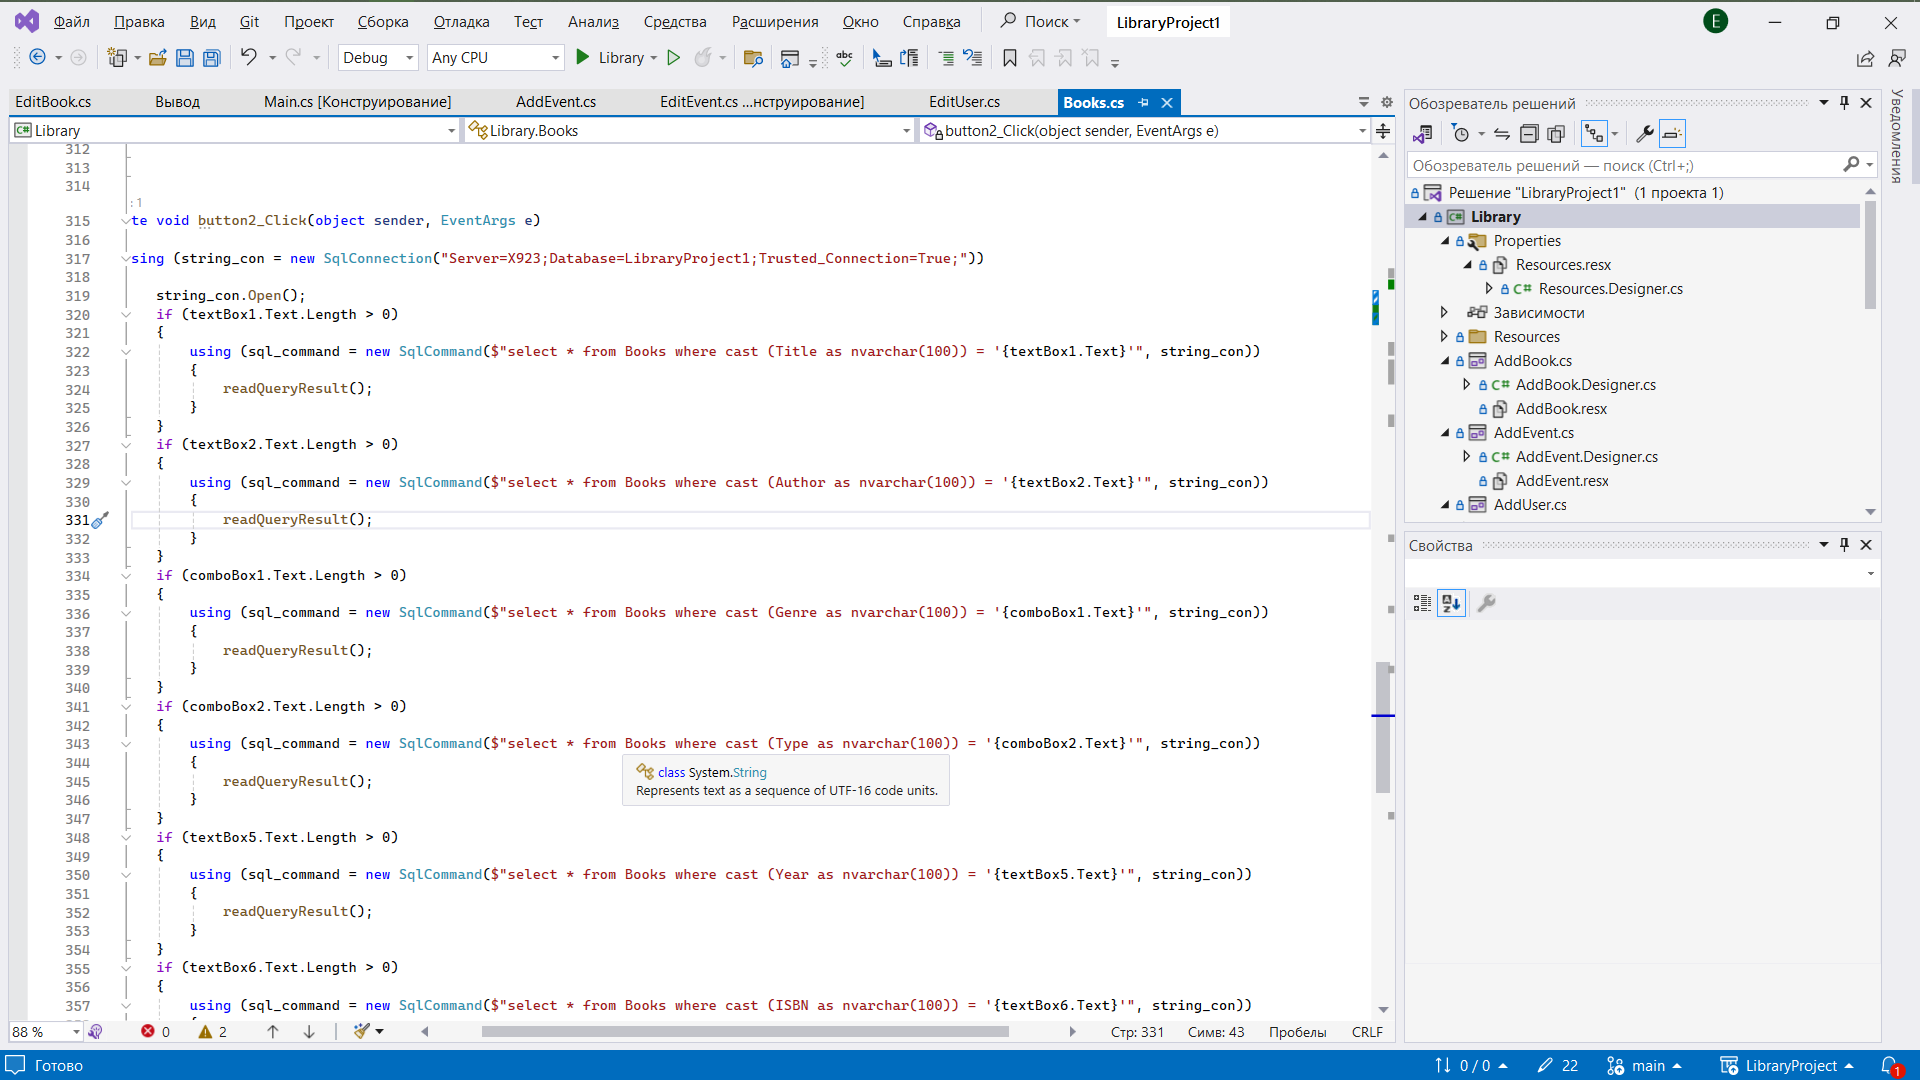 Файл Правка Вид Git Проект Сборка Отладка Тест Анализ Средства Расширения Окно Справка Поиск LibraryProject1 E
Debug Any CPU Library abc
EditBook.cs Вывод Main.cs [Конструирование] AddEvent.cs EditEvent.cs ...нструирование] EditUser.cs Books.cs
Library Library.Books button2_Click(object sender, EventArgs e)
312
313
314
:1
315 te void button2_Click(object sender, EventArgs e)
316
317 sing (string_con = new SqlConnection("Server=X923;Database=LibraryProject1;Trusted_Connection=True;"))
318
319 string_con.Open();
320 if (textBox1.Text.Length > 0)
321 {
322 using (sql_command = new SqlCommand($"select * from Books where cast (Title as nvarchar(100)) = '{textBox1.Text}'", string_con))
323 {
324 readQueryResult();
325 }
326 }
327 if (textBox2.Text.Length > 0)
328 {
329 using (sql_command = new SqlCommand($"select * from Books where cast (Author as nvarchar(100)) = '{textBox2.Text}'", string_con))
330 {
331 readQueryResult();
332 }
333 }
334 if (comboBox1.Text.Length > 0)
335 {
336 using (sql_command = new SqlCommand($"select * from Books where cast (Genre as nvarchar(100)) = '{comboBox1.Text}'", string_con))
337 {
338 readQueryResult();
339 }
340 }
341 if (comboBox2.Text.Length > 0)
342 {
343 using (sql_command = new SqlCommand($"select * from Books where cast (Type as nvarchar(100)) = '{comboBox2.Text}'", string_con))
344 {
class System.String
345 readQueryResult();
Represents text as a sequence of UTF-16 code units.
346 }
347 }
348 if (textBox5.Text.Length > 0)
349 {
350 using (sql_command = new SqlCommand($"select * from Books where cast (Year as nvarchar(100)) = '{textBox5.Text}'", string_con))
351 {
352 readQueryResult();
353 }
354 }
355 if (textBox6.Text.Length > 0)
356 {
357 using (sql_command = new SqlCommand($"select * from Books where cast (ISBN as nvarchar(100)) = '{textBox6.Text}'", string_con))
88 % 0 2 Стр: 331 Симв: 43 Пробелы CRLF
Обозреватель решений
Обозреватель решений — поиск (Ctrl+;)
Решение "LibraryProject1" (1 проекта 1)
Library
Properties
Resources.resx
C# Resources.Designer.cs
Зависимости
Resources
AddBook.cs
C# AddBook.Designer.cs
AddBook.resx
AddEvent.cs
C# AddEvent.Designer.cs
AddEvent.resx
AddUser.cs
Свойства
Уведомления
Готово 0 / 0 22 main LibraryProject 1